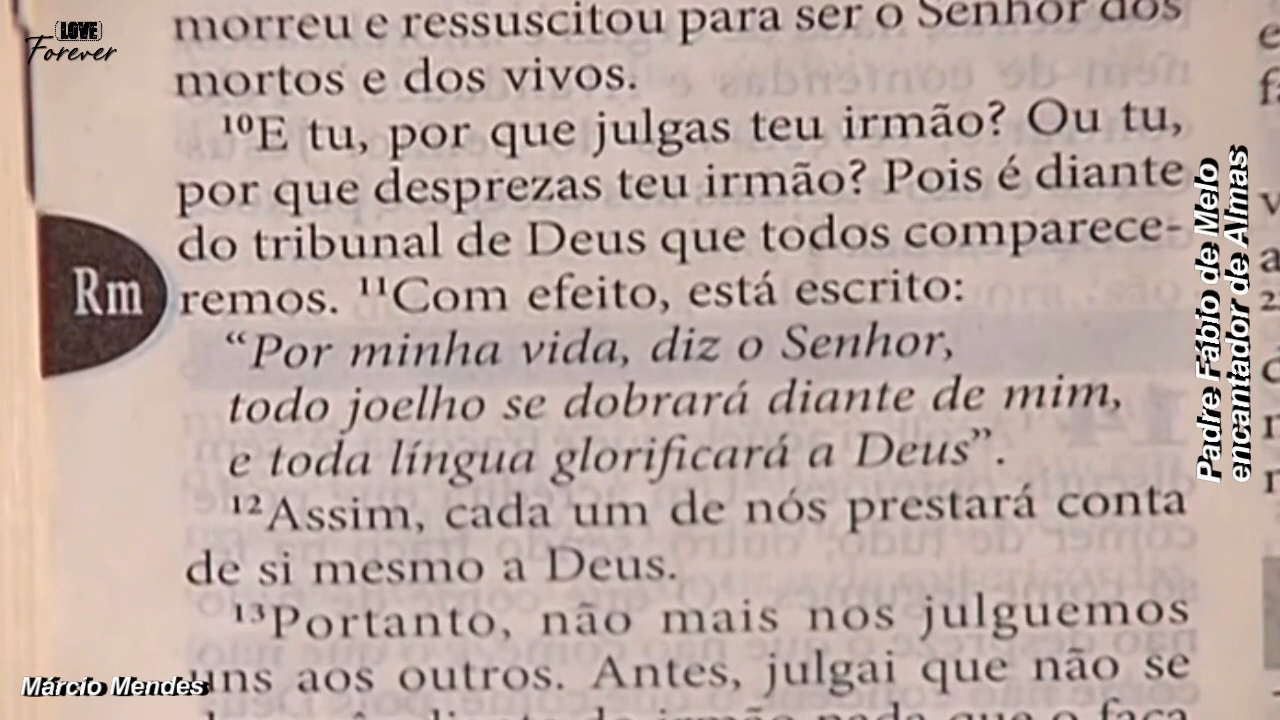 LOVE
Forever
morreu e ressuscitou para ser o Senhor dos
mortos e dos vivos.
¹⁰E tu, por que julgas teu irmão? Ou tu,
por que desprezas teu irmão? Pois é diante
do tribunal de Deus que todos comparece-
Rm
remos. ¹¹Com efeito, está escrito:
“Por minha vida, diz o Senhor,
todo joelho se dobrará diante de mim,
e toda língua glorificará a Deus”.
¹²Assim, cada um de nós prestará conta
de si mesmo a Deus.
¹³Portanto, não mais nos julguemos
uns aos outros. Antes, julgai que não se
Padre Fábio de Melo
encantador de Almas
Márcio Mendes